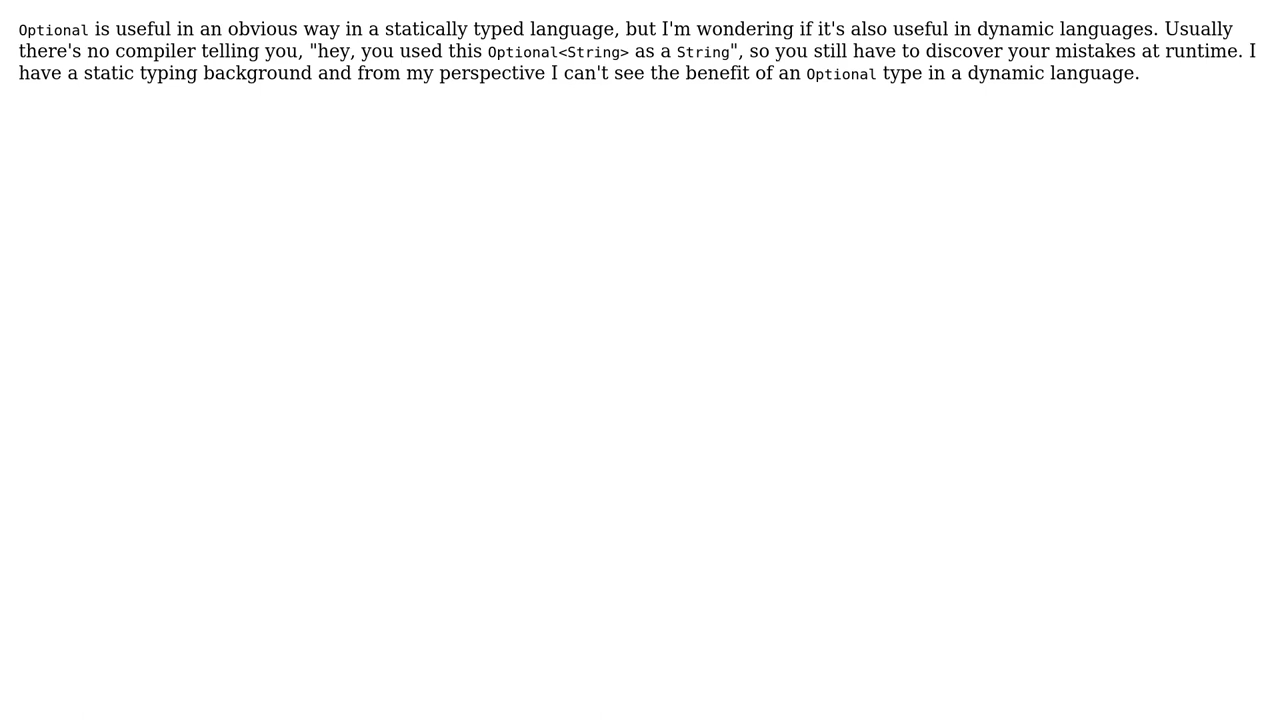 Optional is useful in an obvious way in a statically typed language, but I'm wondering if it's also useful in dynamic languages. Usually
there's no compiler telling you, "hey, you used this Optional<String> as a String", so you still have to discover your mistakes at runtime. I
have a static typing background and from my perspective I can't see the benefit of an Optional type in a dynamic language.